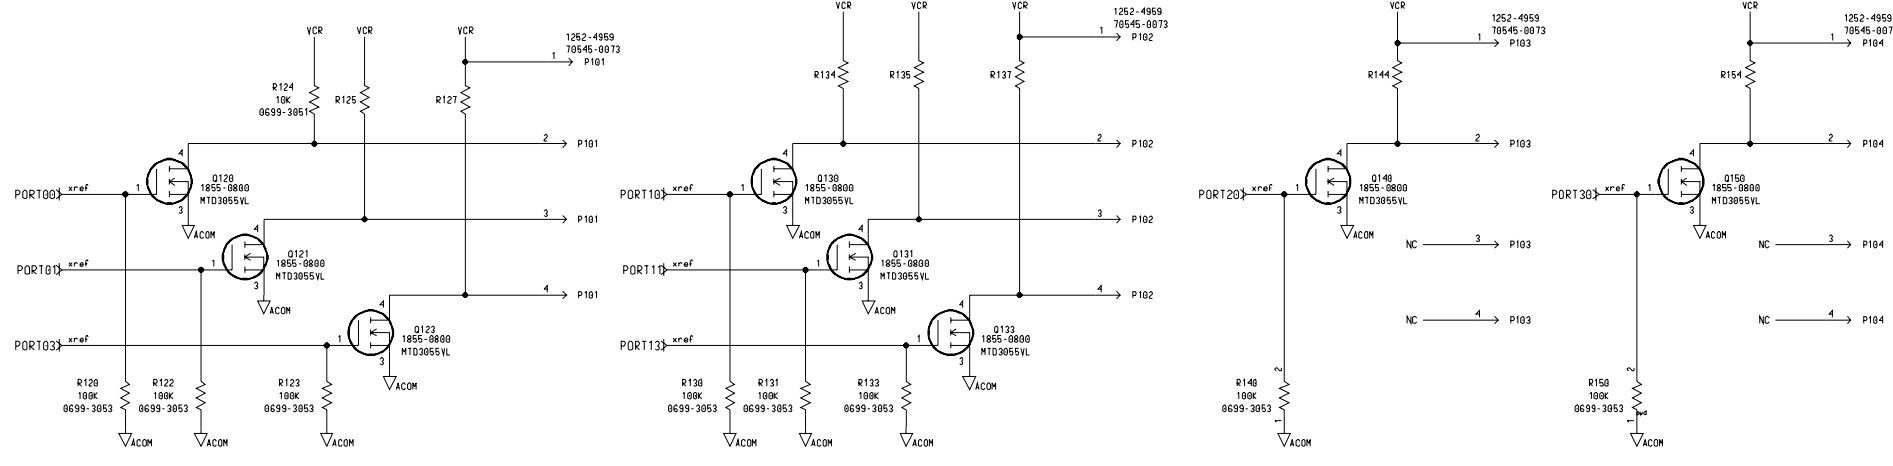 VCR
VCR
1252-4959
70545-0073
1
P101
R124
10K
0699-3051
R125
R127
2
P101
4
Q120
1855-0800
MTD3055VL
PORT00
xref
1
3
ACOM
3
P101
4
Q121
1855-0800
MTD3055VL
PORT01
xref
1
3
ACOM
4
P101
4
Q123
1855-0800
MTD3055VL
PORT03
xref
1
3
ACOM
R120
100K
0699-3053
R122
100K
0699-3053
R123
100K
0699-3053
ACOM
ACOM
ACOM
VCR
VCR
VCR
1252-4959
70545-0073
1
P102
R134
R135
R137
2
P102
4
Q130
1855-0800
MTD3055VL
PORT10
xref
1
3
ACOM
3
P102
4
Q131
1855-0800
MTD3055VL
PORT11
xref
1
3
ACOM
4
P102
4
Q133
1855-0800
MTD3055VL
PORT13
xref
1
3
ACOM
R130
100K
0699-3053
R131
100K
0699-3053
R133
100K
0699-3053
ACOM
ACOM
ACOM
VCR
1252-4959
70545-0073
1
P103
R144
2
P103
4
Q140
1855-0800
MTD3055VL
PORT20
xref
1
3
ACOM
NC
3
P103
NC
4
P103
2
R140
100K
0699-3053
1
ACOM
VCR
1252-4959
70545-007
1
P104
R154
2
P104
4
Q150
1855-0800
MTD3055VL
PORT30
xref
1
3
ACOM
NC
3
P104
NC
4
P104
2
R150
100K
0699-3053
1
ACOM